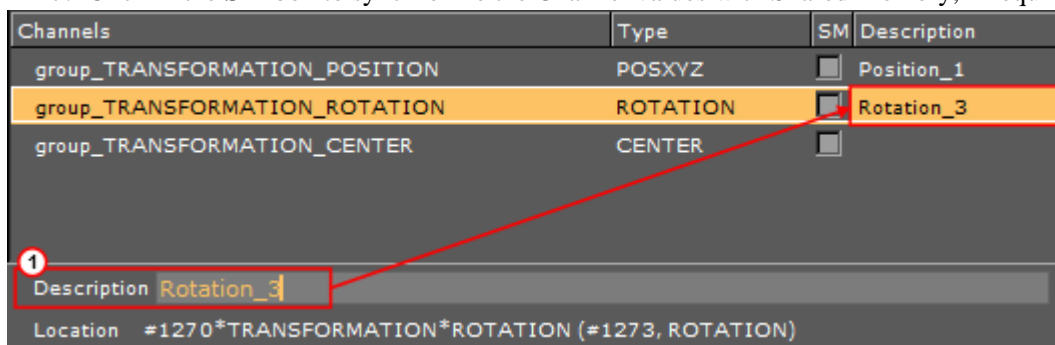 Channels Type SM Description
group_TRANSFORMATION_POSITION POSXYZ Position_1
group_TRANSFORMATION_ROTATION ROTATION Rotation_3
group_TRANSFORMATION_CENTER CENTER
1
Description Rotation_3
Location #1270*TRANSFORMATION*ROTATION (#1273, ROTATION)